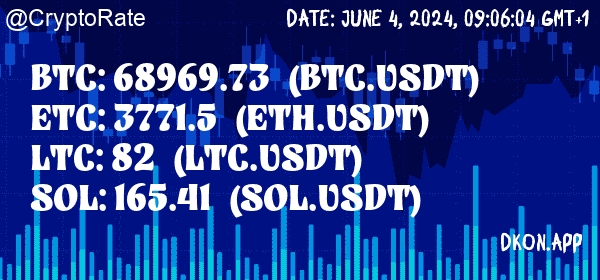 @CryptoRate
DATE: JUNE 4, 2024, 09:06:04 GMT+1
BTC: 68969.73 (BTC.USDT)
ETC: 3771.5 (ETH.USDT)
LTC: 82 (LTC.USDT)
SOL: 165.41 (SOL.USDT)
DKON.APP